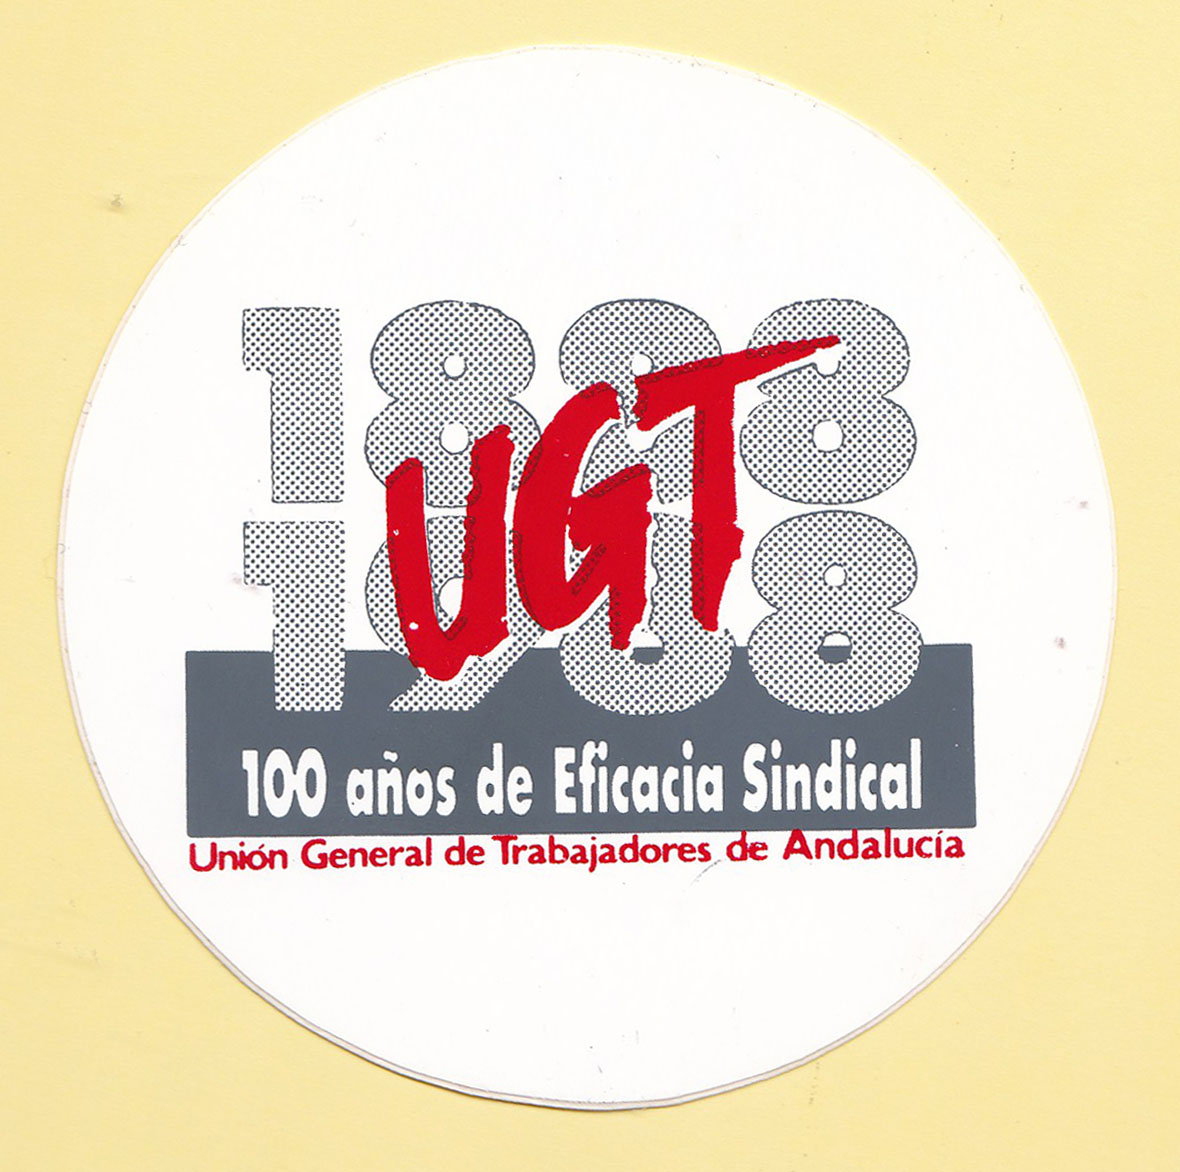 1888
UGT
1988
100 años de Eficacia Sindical
Unión General de Trabajadores de Andalucía